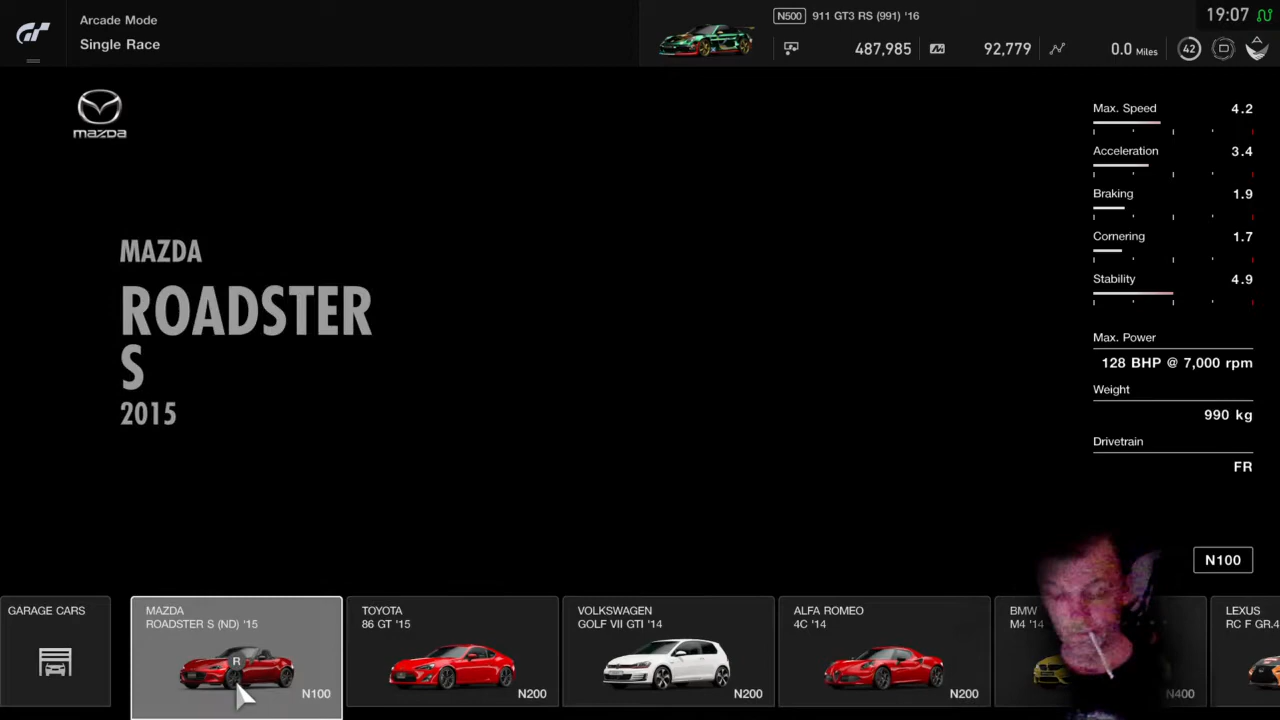 Arcade Mode
Single Race
N500 911 GT3 RS (991) '16
487,985 92,779 0.0 Miles
19:07
42
mazda
MAZDA
ROADSTER
S
2015
Max. Speed 4.2
Acceleration 3.4
Braking 1.9
Cornering 1.7
Stability 4.9
Max. Power
128 BHP @ 7,000 rpm
Weight
990 kg
Drivetrain
FR
N100
GARAGE CARS
MAZDA
ROADSTER S (ND) '15
R
N100
TOYOTA
86 GT '15
N200
VOLKSWAGEN
GOLF VII GTI '14
N200
ALFA ROMEO
4C '14
N200
BMW
M4 '14
N400
LEXUS
RC F GR.4